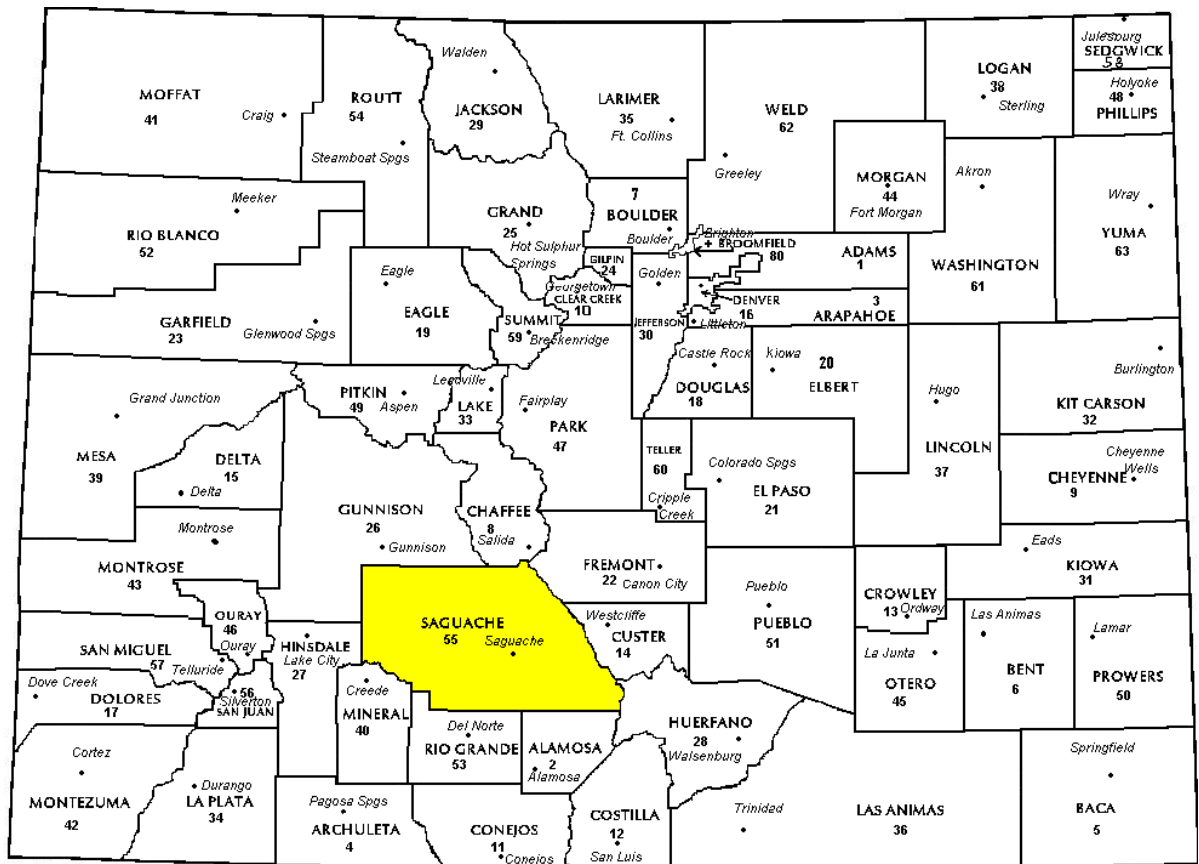 Julesburg
SEDGWICK
58
Walden
LOGAN
38
Sterling
Holyoke
48
PHILLIPS
MOFFAT
41
Craig
ROUTT
54
Steamboat Spgs
JACKSON
29
LARIMER
35
Ft. Collins
WELD
62
Greeley
MORGAN
44
Fort Morgan
Akron
WASHINGTON
61
Wray
YUMA
63
Meeker
RIO BLANCO
52
GRAND
25
Hot Sulphur
Springs
7
BOULDER
Boulder
Brighton
+ BROOMFIELD
80
ADAMS
1
GILPIN
24
Golden
Georgetown
CLEAR CREEK
10
DENVER
16
3
ARAPAHOE
Littleton
JEFFERSON
30
Eagle
EAGLE
19
SUMMIT
59
Breckenridge
GARFIELD
23
Glenwood Spgs
Castle Rock
DOUGLAS
18
kiowa
20
ELBERT
Hugo
LINCOLN
37
Burlington
KIT CARSON
32
Grand Junction
MESA
39
PITKIN
49
Aspen
Leedville
LAKE
33
Fairplay
PARK
47
TELLER
60
Cripple
Creek
Colorado Spgs
EL PASO
21
Cheyenne
Wells
CHEYENNE
9
DELTA
15
Delta
GUNNISON
26
Gunnison
CHAFFEE
8
Salida
Montrose
MONTROSE
43
FREMONT
22
Canon City
Pueblo
PUEBLO
51
CROWLEY
13
Ordway
Eads
KIOWA
31
OURAY
46
Ouray
HINSDALE
Lake City
27
SAGUACHE
55
Saguache
Westcliffe
CUSTER
14
La Junta
OTERO
45
Las Animas
BENT
6
Lamar
PROWERS
50
SAN MIGUEL
57
Telluride
Dove Creek
DOLORES
17
56
Silverton
SAN JUAN
Creede
MINERAL
40
Del Norte
RIO GRANDE
53
ALAMOSA
2
Alamosa
HUERFANO
28
Walsenburg
Cortez
MONTEZUMA
42
Durango
LA PLATA
34
Pagosa Spgs
ARCHULETA
4
CONEJOS
11
Conejos
COSTILLA
12
San Luis
Trinidad
LAS ANIMAS
36
Springfield
BACA
5